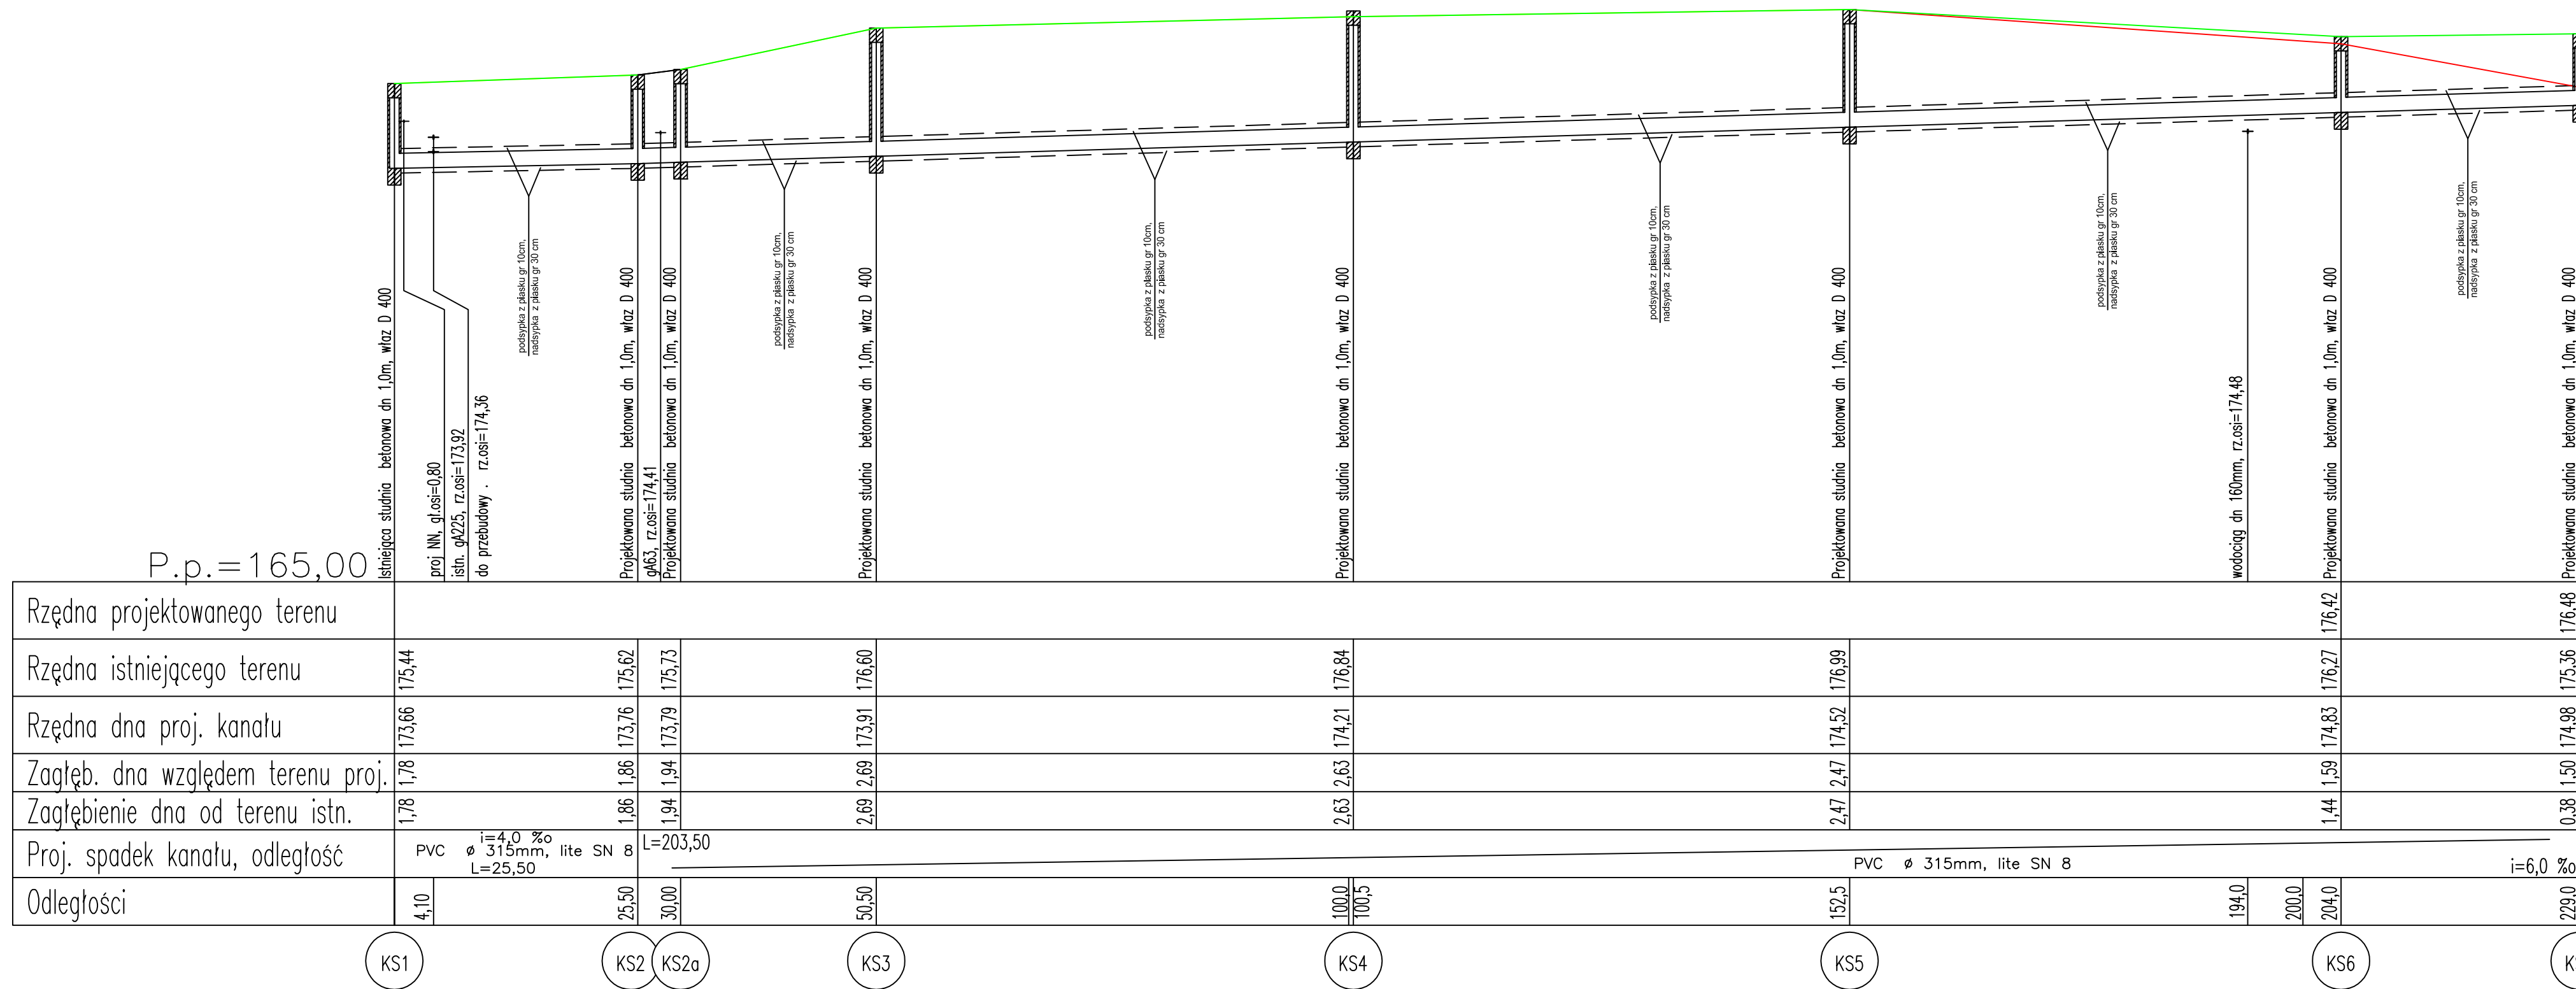 podsypka z piasku gr 10cm,
nadsypka z piasku gr 30 cm
podsypka z piasku gr 10cm,
nadsypka z piasku gr 30 cm
podsypka z piasku gr 10cm,
nadsypka z piasku gr 30 cm
podsypka z piasku gr 10cm,
nadsypka z piasku gr 30 cm
podsypka z piasku gr 10cm,
nadsypka z piasku gr 30 cm
podsypka z piasku gr 10cm,
nadsypka z piasku gr 30 cm
Istniejąca studnia betonowa dn 1,0m, właz D 400
proj NN, gł.osi=0,80
istn. gA225, rz.osi=173,92
do przebudowy . rz.osi=174,36
Projektowana studnia betonowa dn 1,0m, właz D 400
gA63, rz.osi=174,41
Projektowana studnia betonowa dn 1,0m, właz D 400
Projektowana studnia betonowa dn 1,0m, właz D 400
Projektowana studnia betonowa dn 1,0m, właz D 400
Projektowana studnia betonowa dn 1,0m, właz D 400
wodociąg dn 160mm, rz.osi=174,48
Projektowana studnia betonowa dn 1,0m, właz D 400
Projektowana studnia betonowa dn 1,0m, właz D 400
P.p.=165,00
Rzędna projektowanego terenu 176,42 176,48
Rzędna istniejącego terenu 175,44 175,62 175,73 176,60 176,84 176,99 176,27 175,36
Rzędna dna proj. kanału 173,66 173,76 173,79 173,91 174,21 174,52 174,83 174,98
Zagłęb. dna względem terenu proj. 1,78 1,86 1,94 2,69 2,63 2,47 1,59 1,50
Zagłębienie dna od terenu istn. 1,78 1,86 1,94 2,69 2,63 2,47 1,44 0,38
Proj. spadek kanału, odległość
i=4,0 ‰
PVC ø 315mm, lite SN 8
L=25,50
L=203,50
PVC ø 315mm, lite SN 8
i=6,0 ‰
Odległości 4,10 25,50 30,00 50,50 100,0 100,5 152,5 194,0 200,0 204,0 229,0
KS1 KS2 KS2a KS3 KS4 KS5 KS6